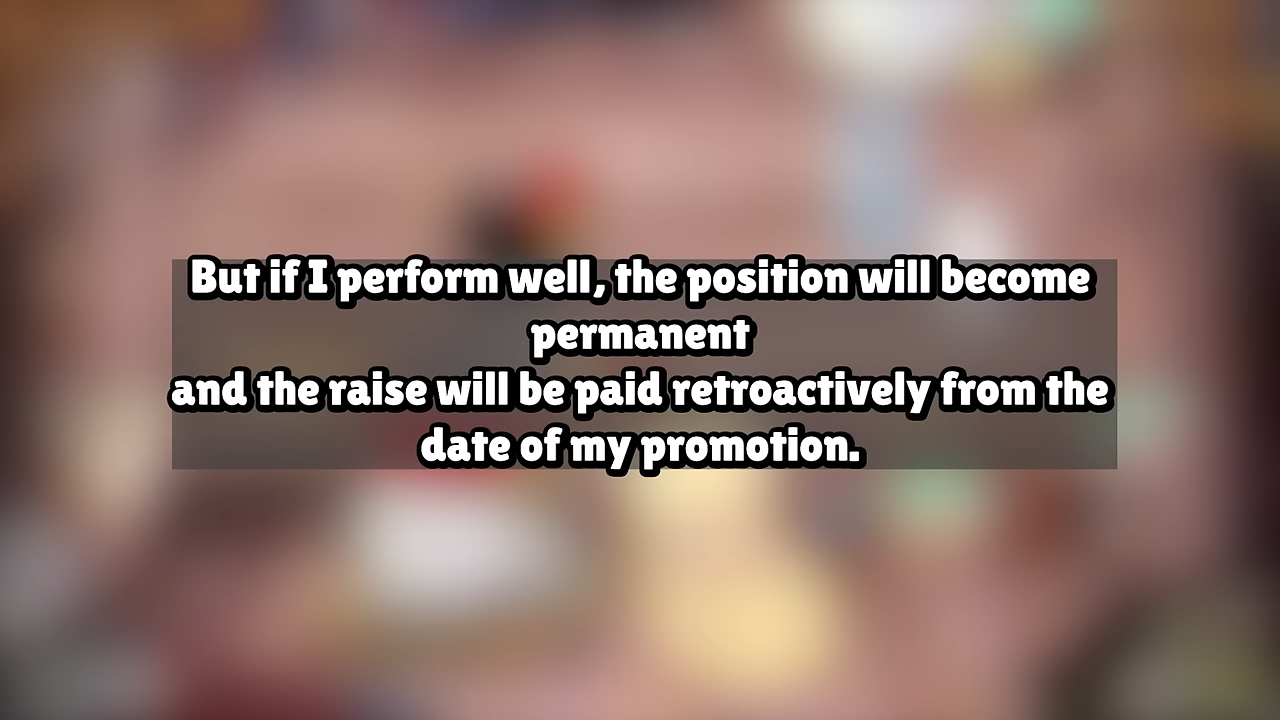 But if I perform well, the position will become
permanent
and the raise will be paid retroactively from the
date of my promotion.